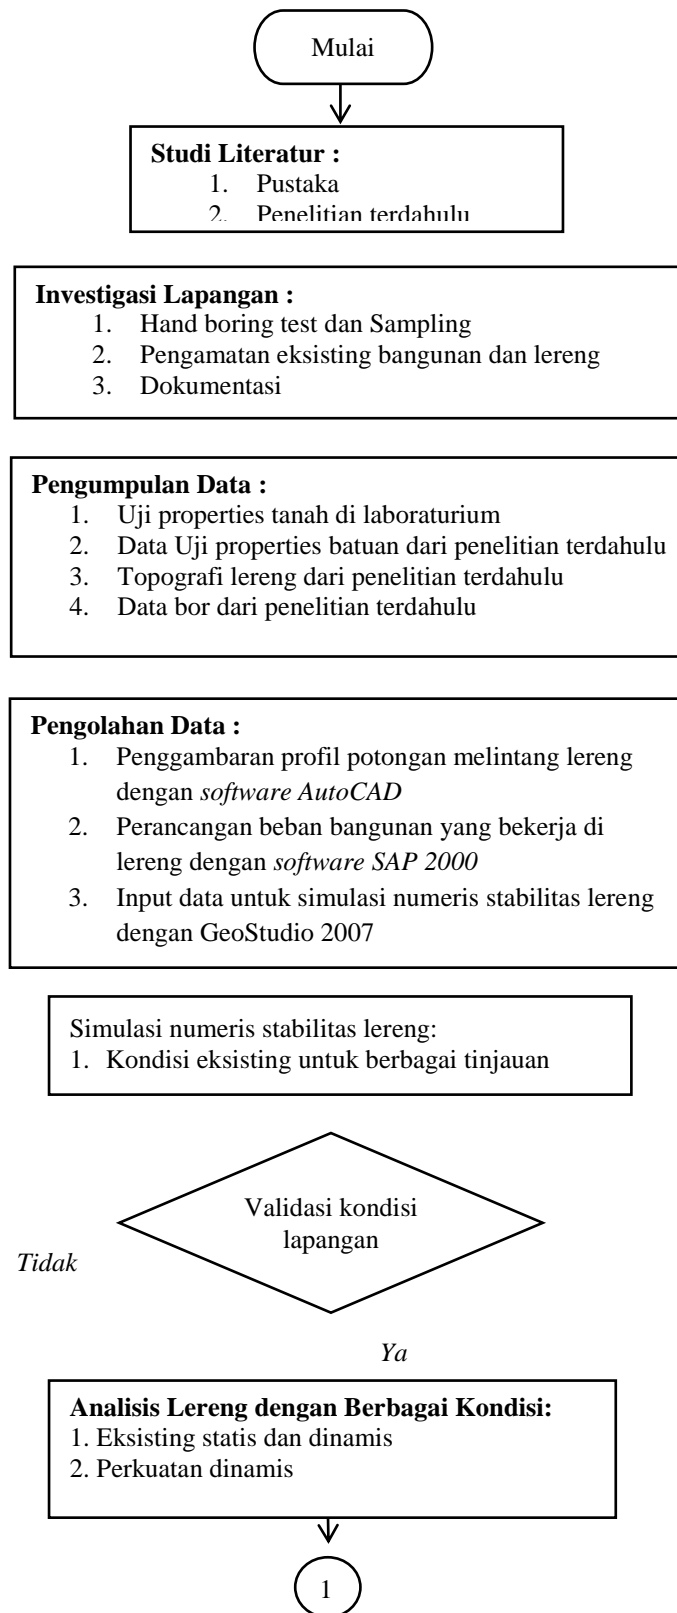 Mulai
Studi Literatur :
1. Pustaka
2. Penelitian terdahulu
Investigasi Lapangan :
1. Hand boring test dan Sampling
2. Pengamatan eksisting bangunan dan lereng
3. Dokumentasi
Pengumpulan Data :
1. Uji properties tanah di laboraturium
2. Data Uji properties batuan dari penelitian terdahulu
3. Topografi lereng dari penelitian terdahulu
4. Data bor dari penelitian terdahulu
Pengolahan Data :
1. Penggambaran profil potongan melintang lereng
dengan software AutoCAD
2. Perancangan beban bangunan yang bekerja di
lereng dengan software SAP 2000
3. Input data untuk simulasi numeris stabilitas lereng
dengan GeoStudio 2007
Simulasi numeris stabilitas lereng:
1. Kondisi eksisting untuk berbagai tinjauan
Validasi kondisi
lapangan
Tidak
Ya
Analisis Lereng dengan Berbagai Kondisi:
1. Eksisting statis dan dinamis
2. Perkuatan dinamis
1